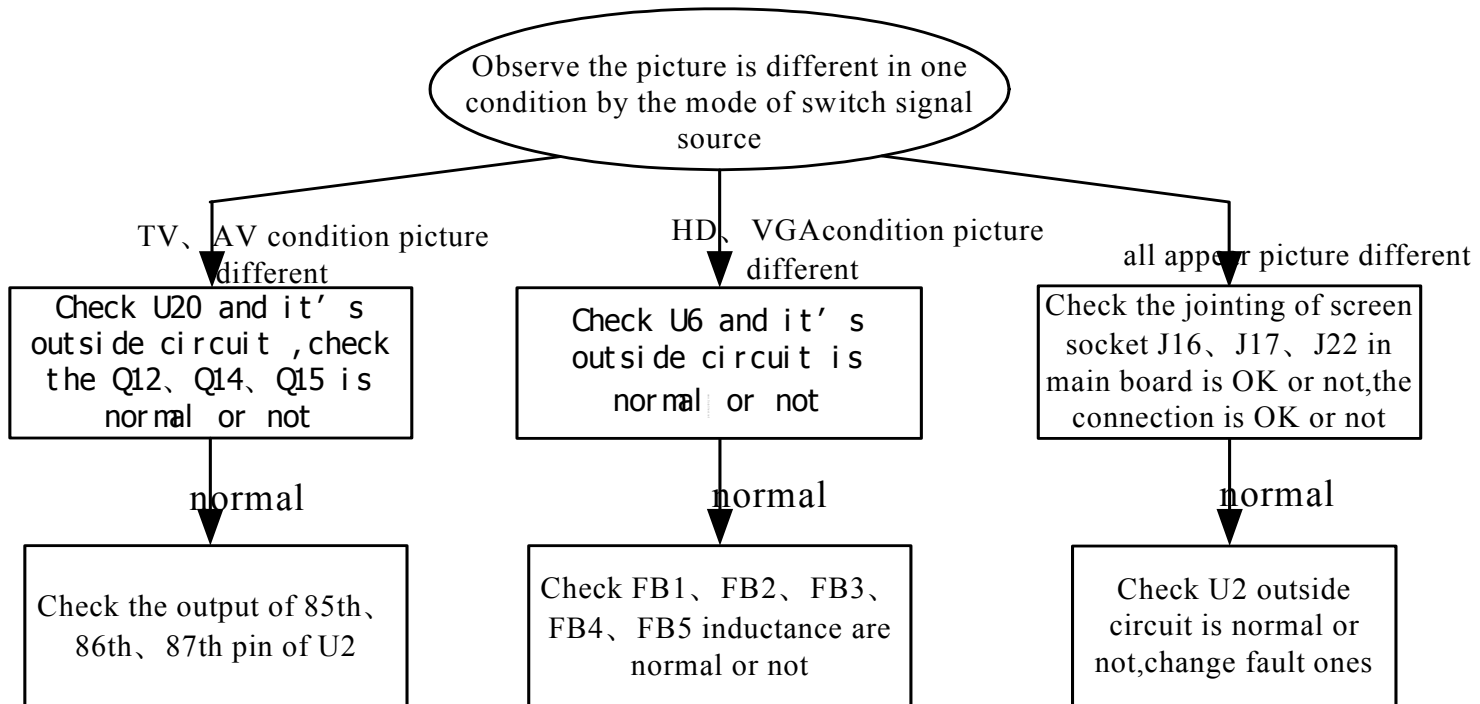 Observe the picture is different in one
condition by the mode of switch signal
source
TV、AV condition picture
different
HD、VGAcondition picture
different
all appear picture different
Check U20 and it's
outside circuit ,check
the Q12、Q14、Q15 is
normal or not
Check U6 and it's
outside circuit is
normal or not
Check the jointing of screen
socket J16、J17、J22 in
main board is OK or not,the
connection is OK or not
normal
normal
normal
Check the output of 85th、
86th、87th pin of U2
Check FB1、FB2、FB3、
FB4、FB5 inductance are
normal or not
Check U2 outside
circuit is normal or
not,change fault ones